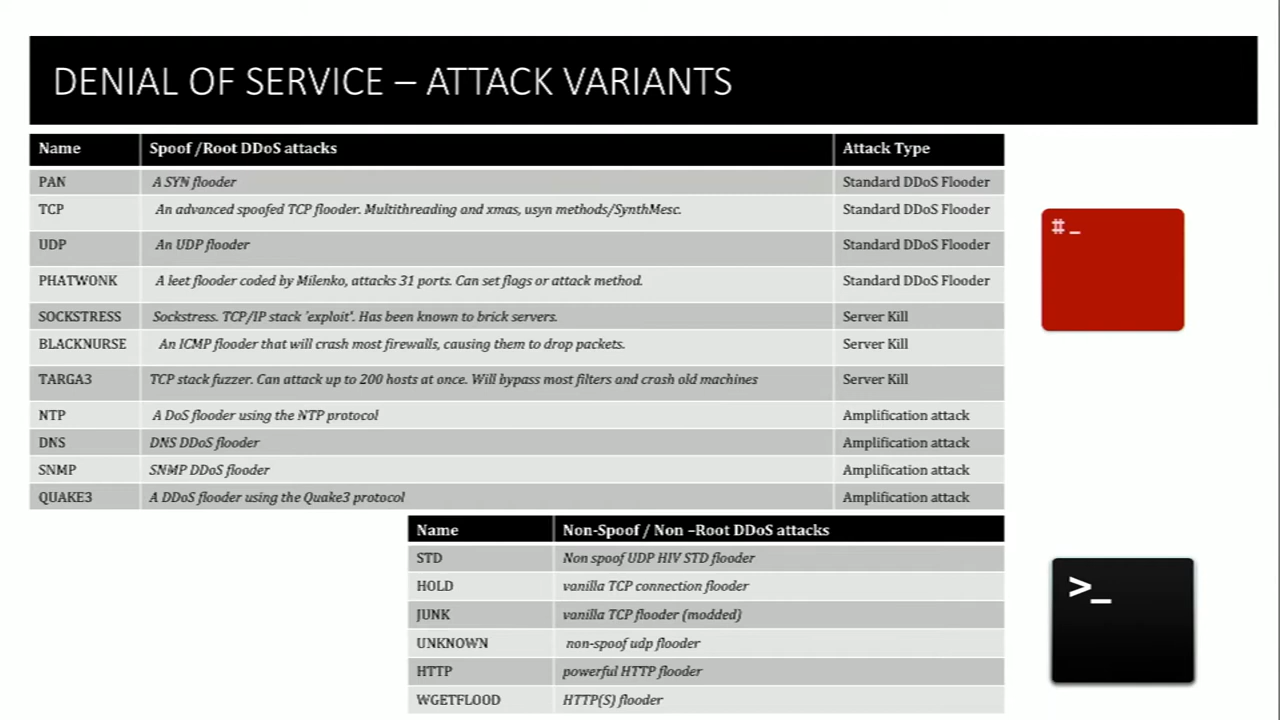 DENIAL OF SERVICE – ATTACK VARIANTS
Name Spoof /Root DDoS attacks Attack Type
PAN A SYN flooder Standard DDoS Flooder
TCP An advanced spoofed TCP flooder. Multithreading and xmas, usyn methods/SynthMesc. Standard DDoS Flooder
UDP An UDP flooder Standard DDoS Flooder
PHATWONK A leet flooder coded by Milenko, attacks 31 ports. Can set flags or attack method. Standard DDoS Flooder
SOCKSTRESS Sockstress. TCP/IP stack 'exploit'. Has been known to brick servers. Server Kill
BLACKNURSE An ICMP flooder that will crash most firewalls, causing them to drop packets. Server Kill
TARGA3 TCP stack fuzzer. Can attack up to 200 hosts at once. Will bypass most filters and crash old machines Server Kill
NTP A DoS flooder using the NTP protocol Amplification attack
DNS DNS DDoS flooder Amplification attack
SNMP SNMP DDoS flooder Amplification attack
QUAKE3 A DDoS flooder using the Quake3 protocol Amplification attack
#_
Name Non-Spoof / Non –Root DDoS attacks
STD Non spoof UDP HIV STD flooder
HOLD vanilla TCP connection flooder
JUNK vanilla TCP flooder (modded)
UNKNOWN non-spoof udp flooder
HTTP powerful HTTP flooder
WGETFLOOD HTTP(S) flooder
>_